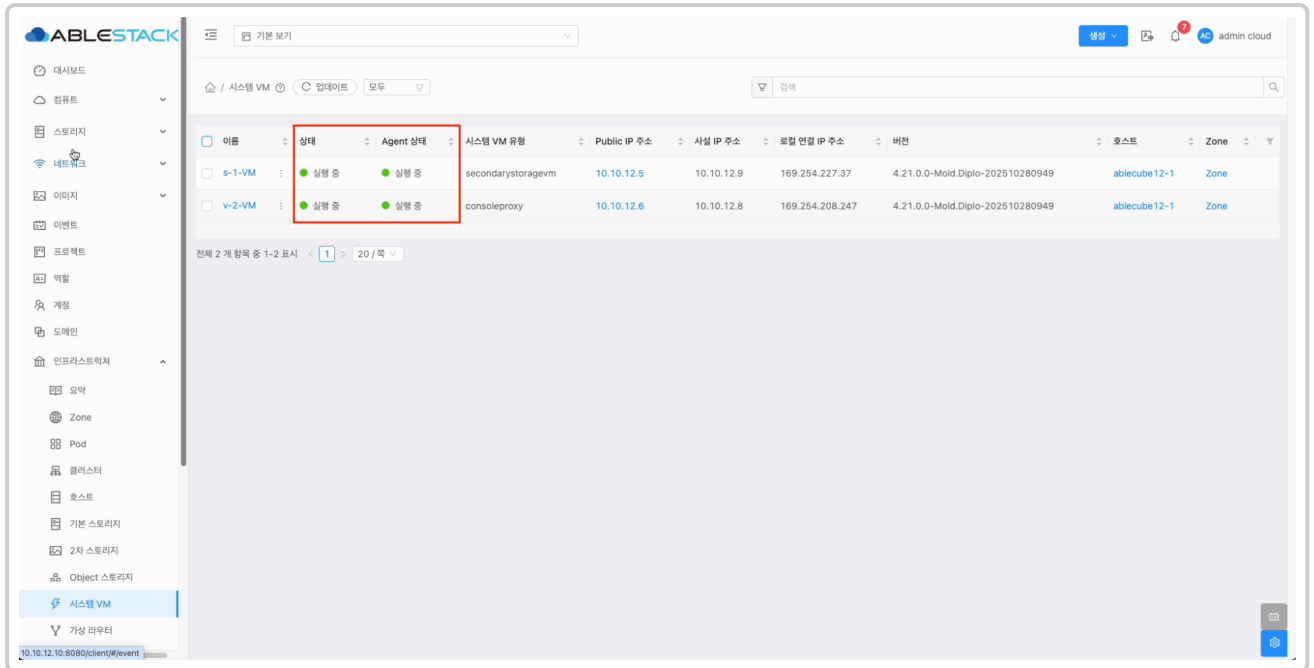 ABLESTACK
기본 보기
생성
7
AC
admin cloud
대시보드
컴퓨트
스토리지
네트워크
이미지
이벤트
프로젝트
역할
계정
도메인
인프라스트럭쳐
요약
Zone
Pod
클러스터
호스트
기본 스토리지
2차 스토리지
Object 스토리지
시스템 VM
가상 라우터
10.10.12.10:8080/client/#/event
/ 시스템 VM 업데이트 모두
검색
이름 상태 Agent 상태 시스템 VM 유형 Public IP 주소 사설 IP 주소 로컬 연결 IP 주소 버전 호스트 Zone
s-1-VM 실행 중 실행 중 secondarystoragevm 10.10.12.5 10.10.12.9 169.254.227.37 4.21.0.0-Mold.Diplo-202510280949 ablecube12-1 Zone
v-2-VM 실행 중 실행 중 consoleproxy 10.10.12.6 10.10.12.8 169.254.208.247 4.21.0.0-Mold.Diplo-202510280949 ablecube12-1 Zone
전체 2 개 항목 중 1-2 표시 < 1 > 20 / 쪽